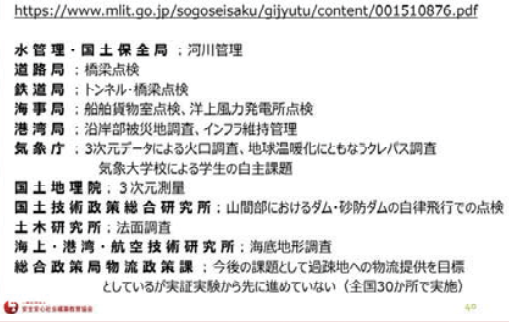 https://www.mlit.go.jp/sogoseisaku/gijyutu/content/001510876.pdf
水管理・国土保全局；河川管理
道路局；橋梁点検
鉄道局；トンネル・橋梁点検
海事局；船舶貨物室点検、洋上風力発電所点検
港湾局；沿岸部被災地調査、インフラ維持管理
気象庁；3次元データによる火口調査、地球温暖化にともなうクレバス調査
気象大学校による学生の自主課題
国土地理院；３次元測量
国土技術政策総合研究所；山間部におけるダム・砂防ダムの自律飛行での点検
土木研究所；法面調査
海上・港湾・航空技術研究所；海底地形調査
総合政策局物流政策課；今後の課題として過疎地への物流提供を目標
としているが実証実験から先に進めていない（全国30か所で実施）
安全安心社会構築教育協会
40